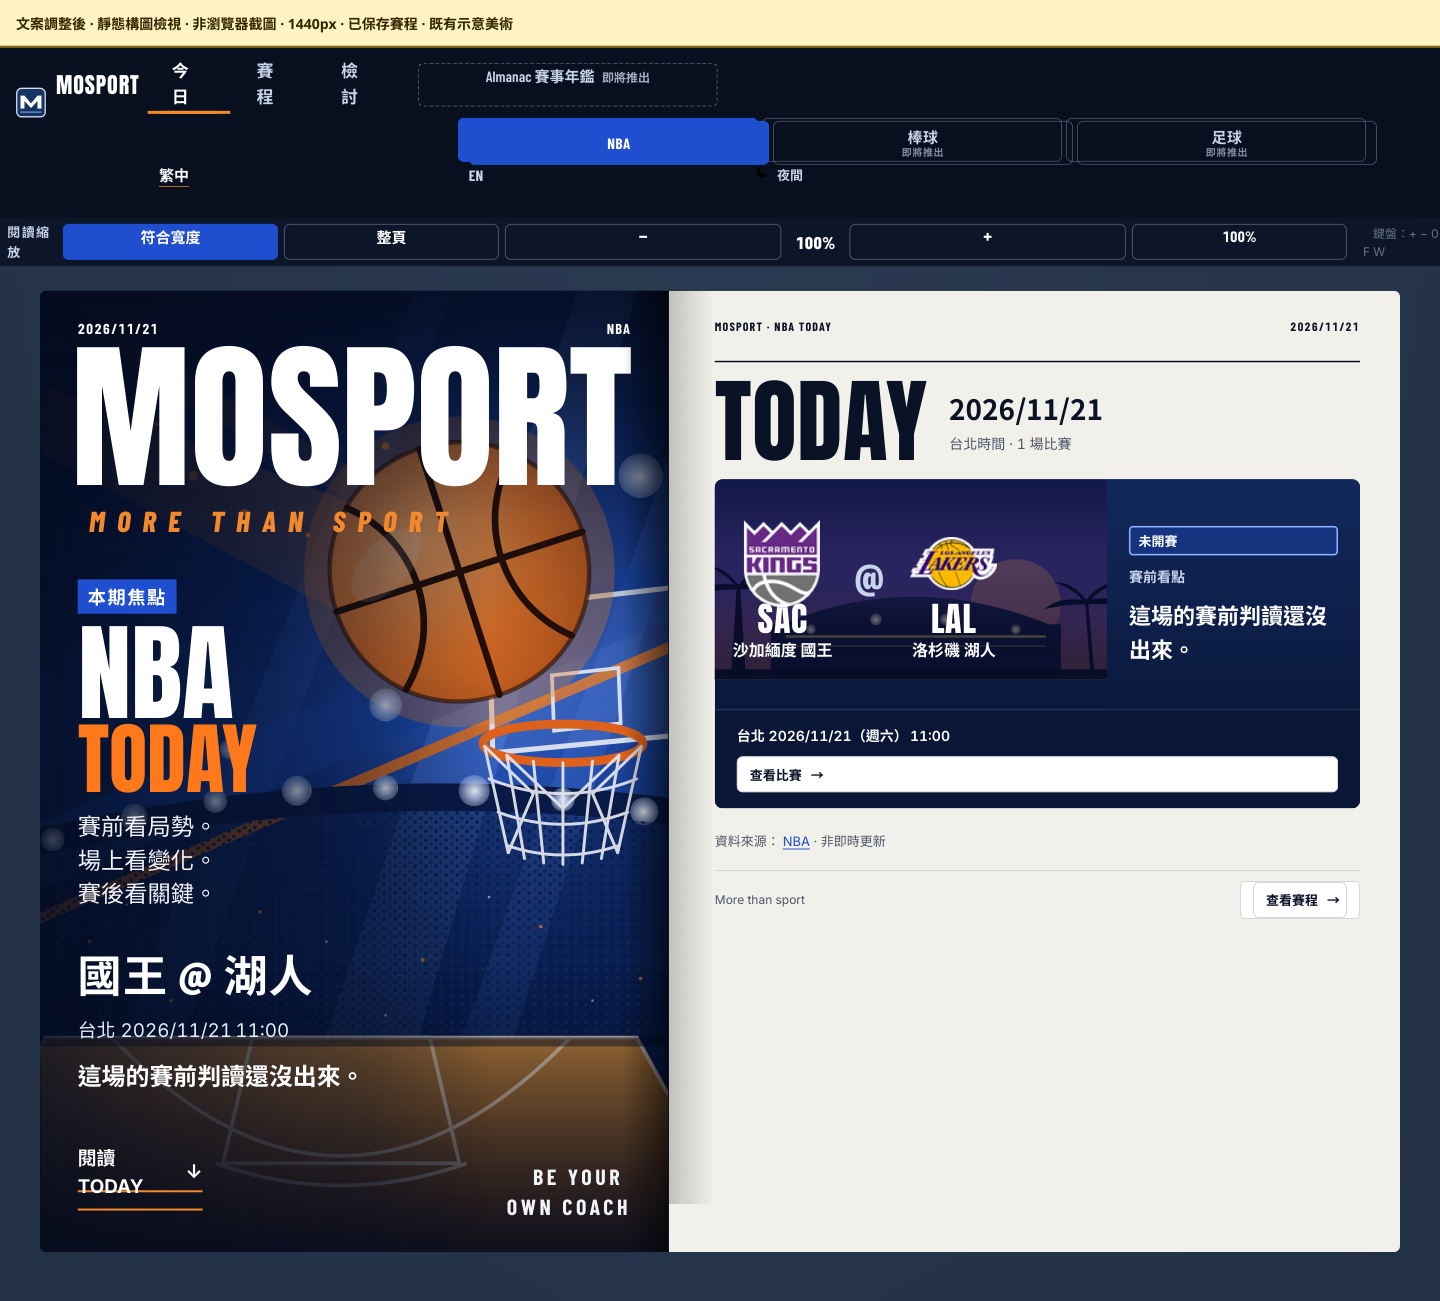 文案調整後 · 靜態構圖檢視 · 非瀏覽器截圖 · 1440px · 已保存賽程 · 既有示意美術
MOSPORT
今日
賽程
檢討
Almanac 賽事年鑑 即將推出
NBA
棒球
即將推出
足球
即將推出
繁中
EN
夜間
閱讀縮放
符合寬度
整頁
−
100%
+
100%
鍵盤：+ − 0
F W
2026/11/21
NBA
MOSPORT
MORE THAN SPORT
本期焦點
NBA
TODAY
賽前看局勢。
場上看變化。
賽後看關鍵。
國王 @ 湖人
台北 2026/11/21 11:00
這場的賽前判讀還沒出來。
閱讀
TODAY ↓
BE YOUR
OWN COACH
MOSPORT · NBA TODAY
2026/11/21
TODAY
2026/11/21
台北時間 · 1 場比賽
SACRAMENTO
KINGS
@
LOS ANGELES
LAKERS
SAC
LAL
沙加緬度 國王
洛杉磯 湖人
未開賽
賽前看點
這場的賽前判讀還沒
出來。
台北 2026/11/21（週六）11:00
查看比賽 →
資料來源： NBA · 非即時更新
More than sport
查看賽程 →